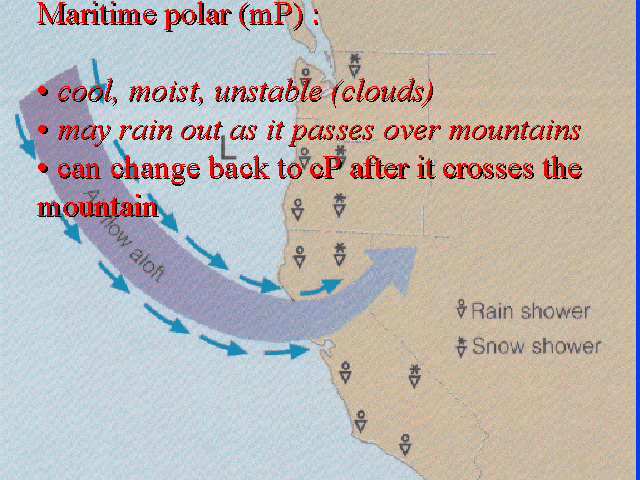 Maritime polar (mP) :
• cool, moist, unstable (clouds)
• may rain out as it passes over mountains
• can change back to cP after it crosses the
mountain
L
Airflow aloft
Rain shower
Snow shower